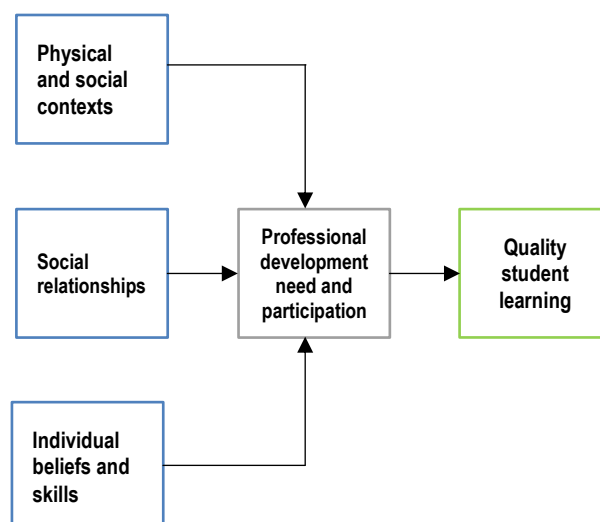 Physical
and social
contexts
Social
relationships
Professional
development
need and
participation
Quality
student
learning
Individual
beliefs and
skills